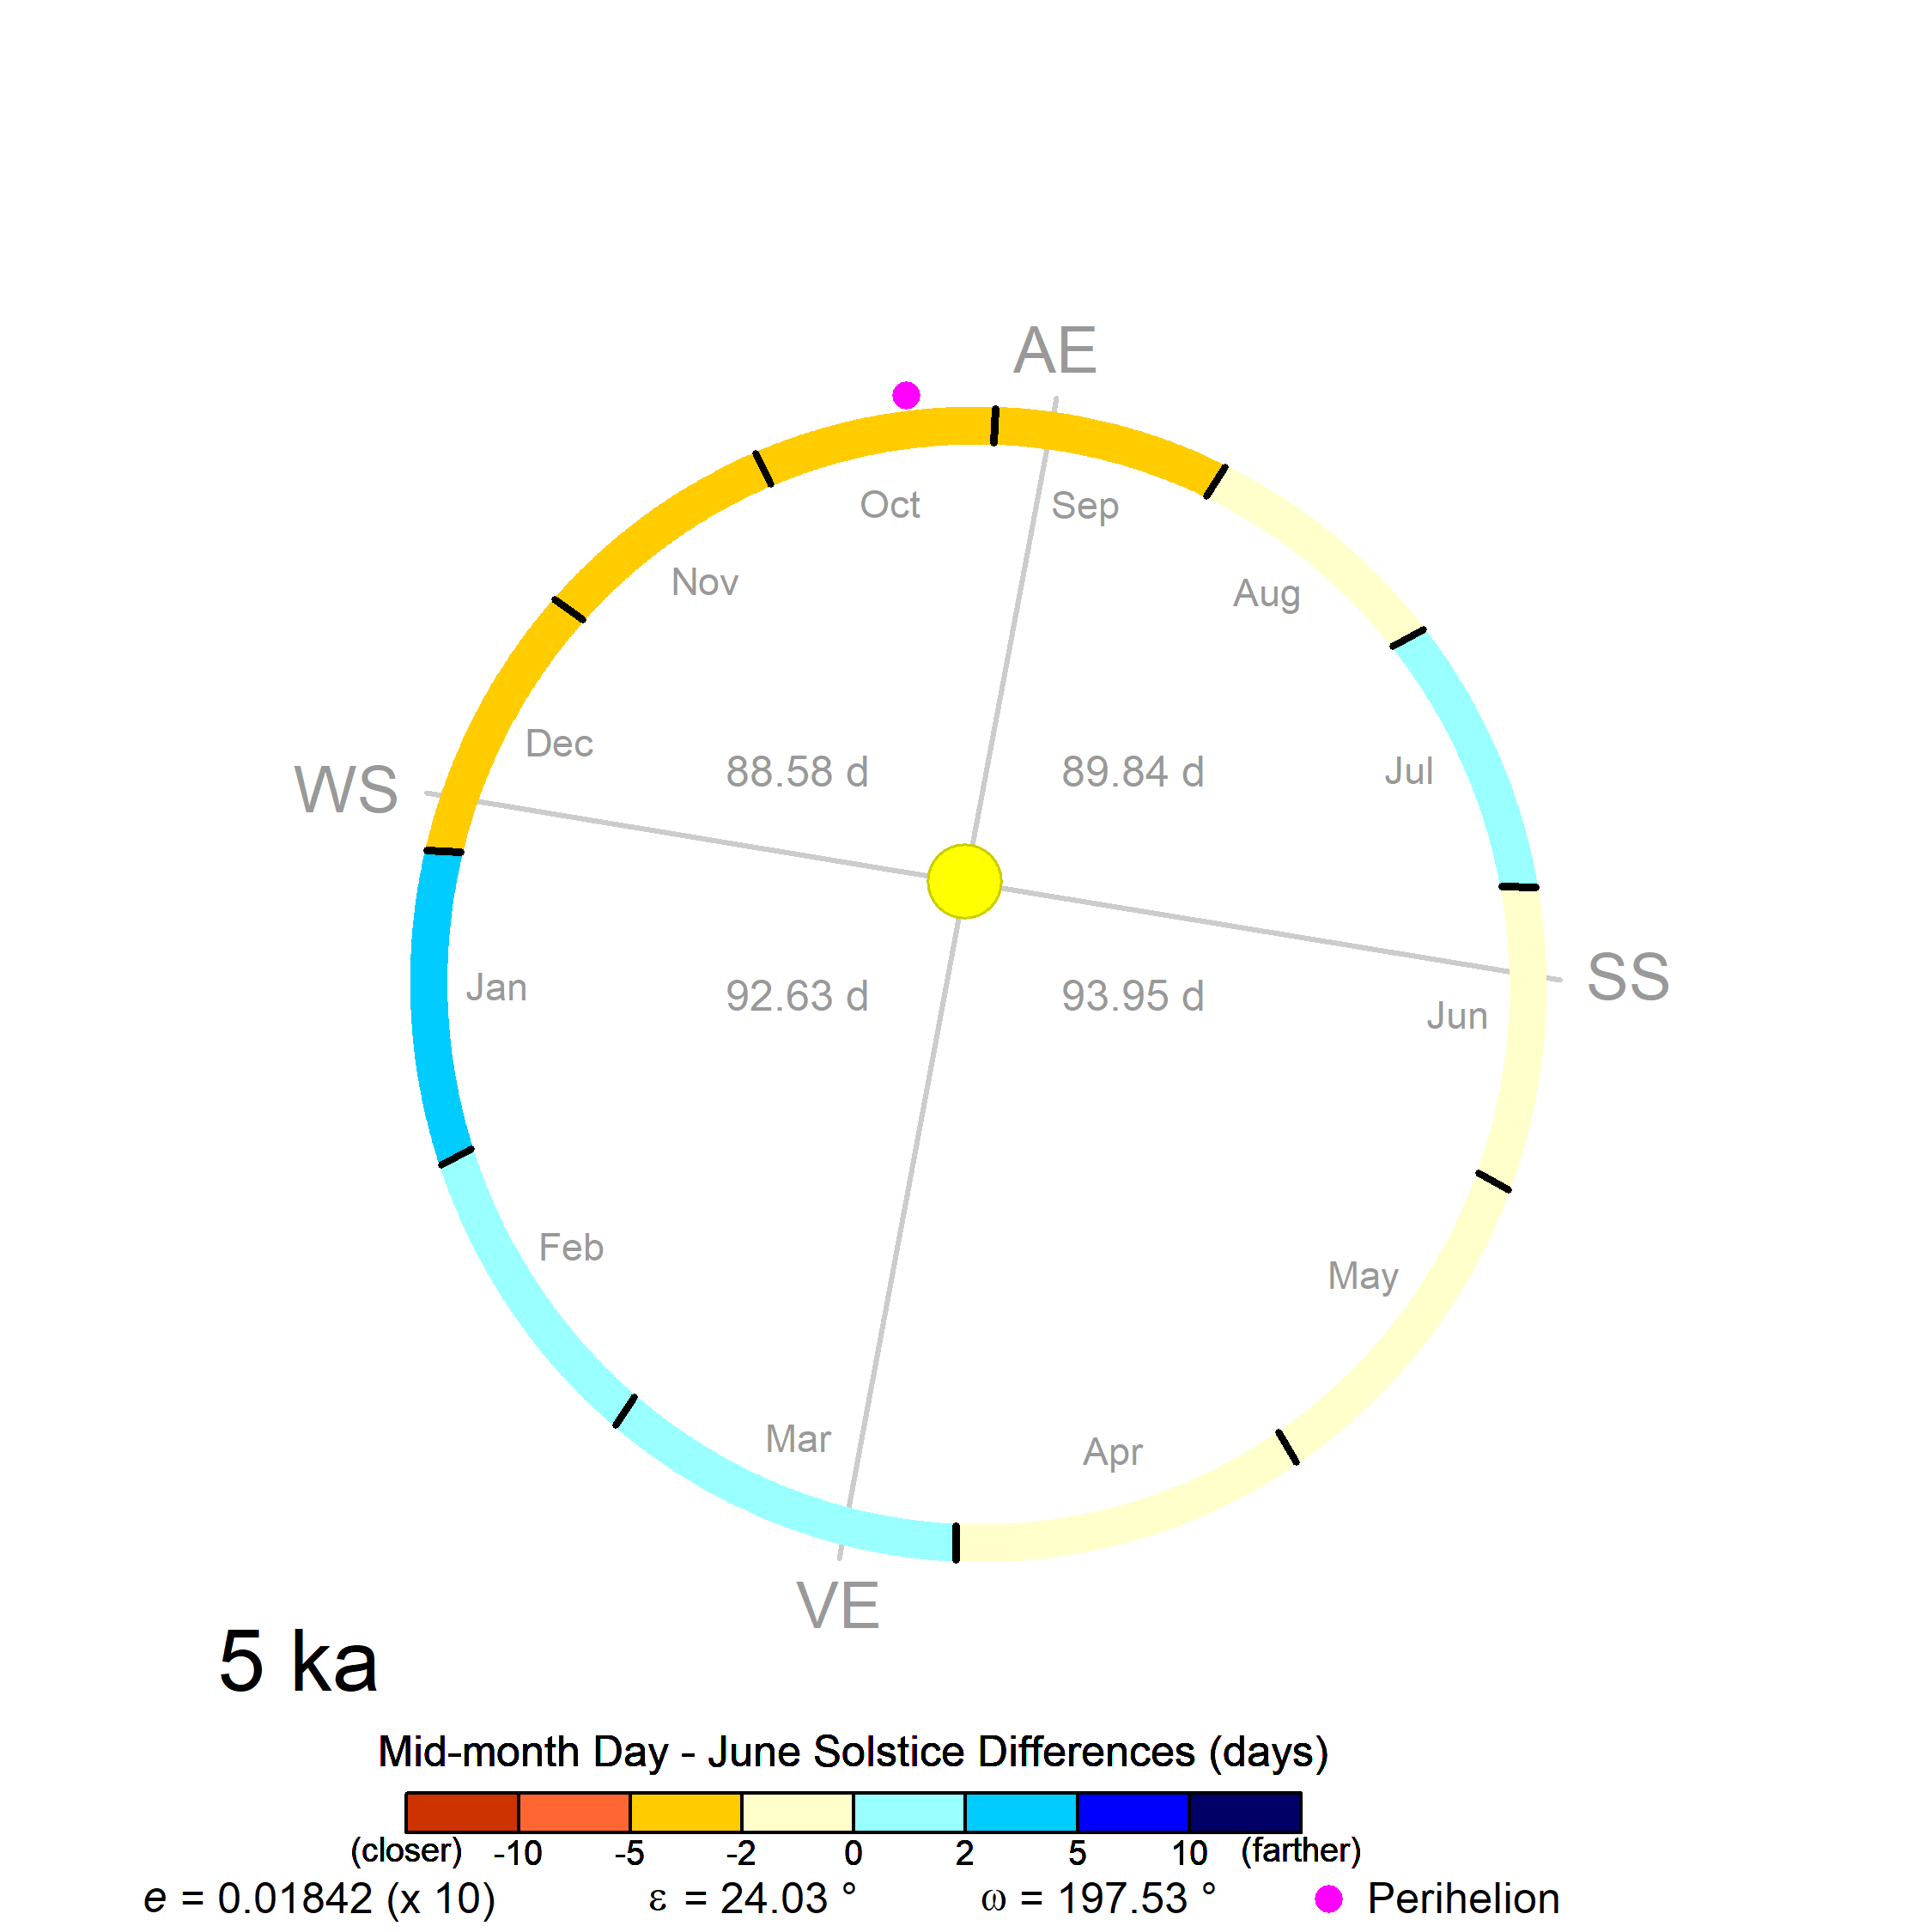 AE
Oct
Sep
Nov
Aug
Dec
88.58 d
89.84 d
Jul
WS
Jan
92.63 d
93.95 d
SS
Jun
Feb
May
Mar
Apr
VE
5 ka
Mid-month Day - June Solstice Differences (days)
(closer) -10 -5 -2 0 2 5 10 (farther)
e = 0.01842 (x 10) ε = 24.03 ° ω = 197.53 ° Perihelion